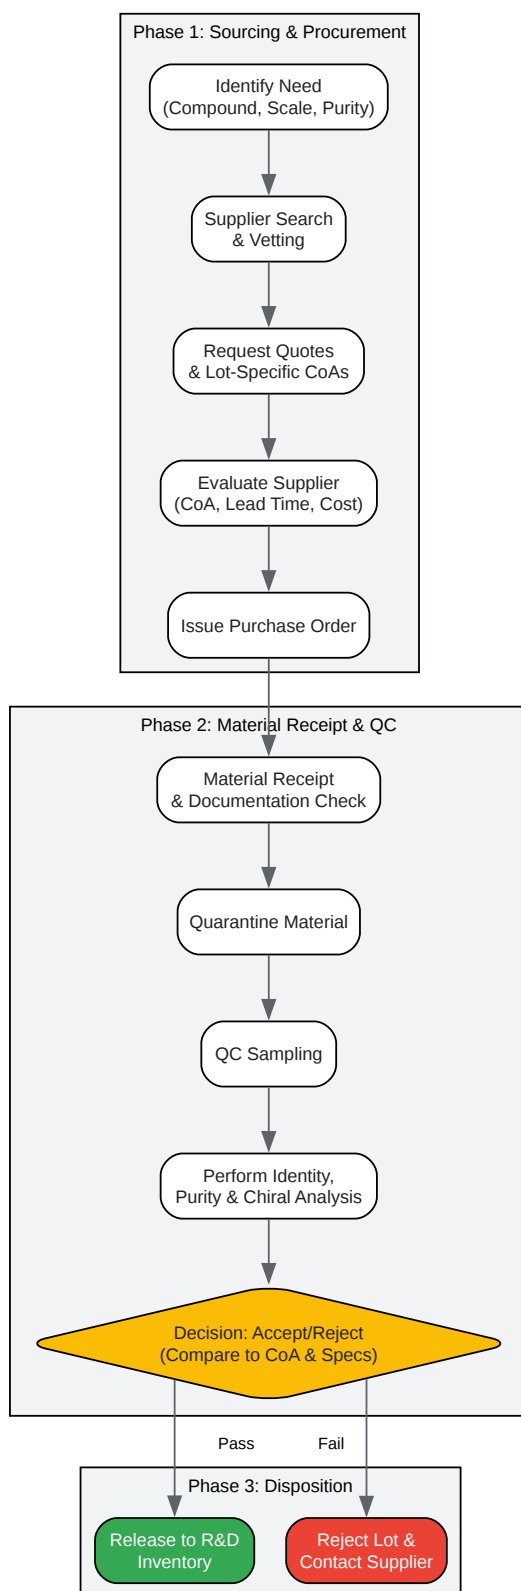 Phase 1: Sourcing & Procurement
Identify Need
(Compound, Scale, Purity)
Supplier Search
& Vetting
Request Quotes
& Lot-Specific CoAs
Evaluate Supplier
(CoA, Lead Time, Cost)
Issue Purchase Order
Phase 2: Material Receipt & QC
Material Receipt
& Documentation Check
Quarantine Material
QC Sampling
Perform Identity,
Purity & Chiral Analysis
Decision: Accept/Reject
(Compare to CoA & Specs)
Pass
Fail
Phase 3: Disposition
Release to R&D
Inventory
Reject Lot &
Contact Supplier